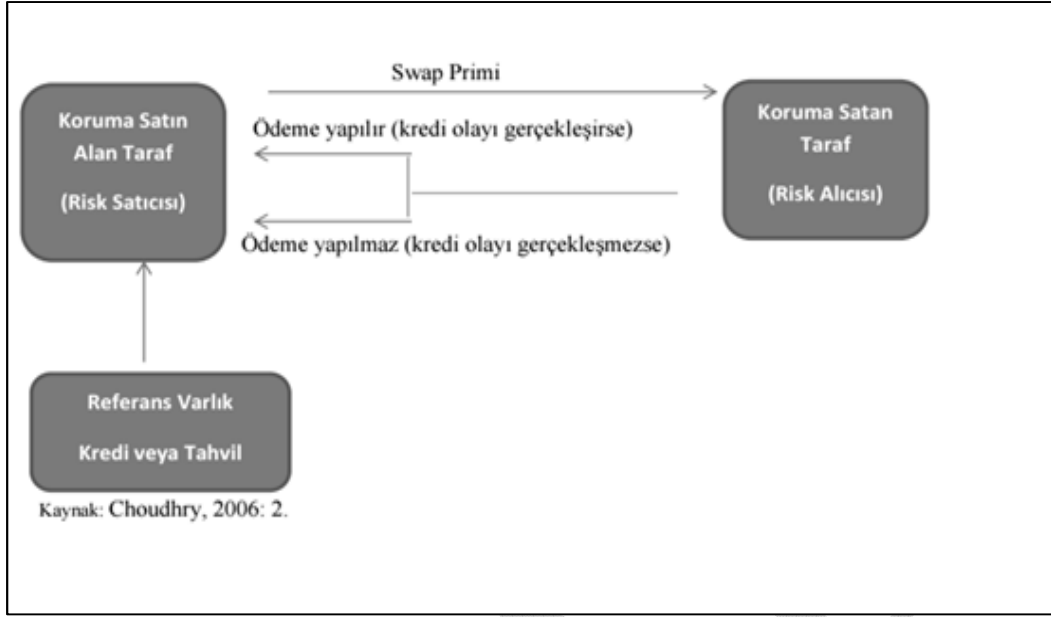 Swap Primi
Koruma Satın
Alan Taraf
(Risk Satıcısı)
Ödeme yapılır (kredi olayı gerçekleşirse)
Ödeme yapılmaz (kredi olayı gerçekleşmezse)
Koruma Satan
Taraf
(Risk Alıcısı)
Referans Varlık
Kredi veya Tahvil
Kaynak: Choudhry, 2006: 2.